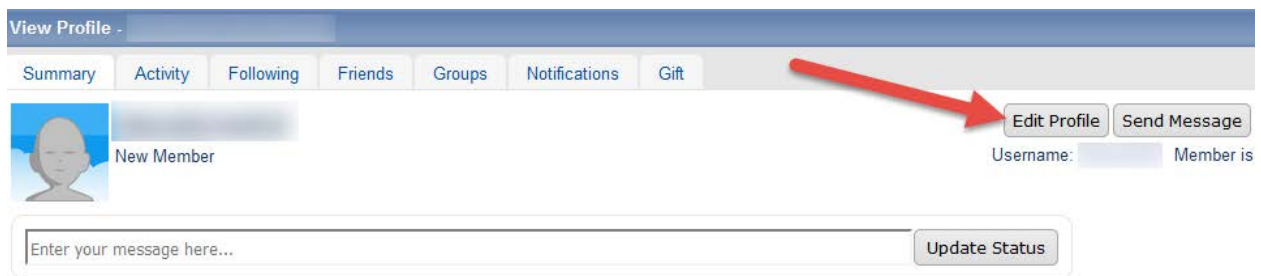 View Profile -
Summary Activity Following Friends Groups Notifications Gift
Edit Profile Send Message
New Member
Username: Member is
Enter your message here... Update Status